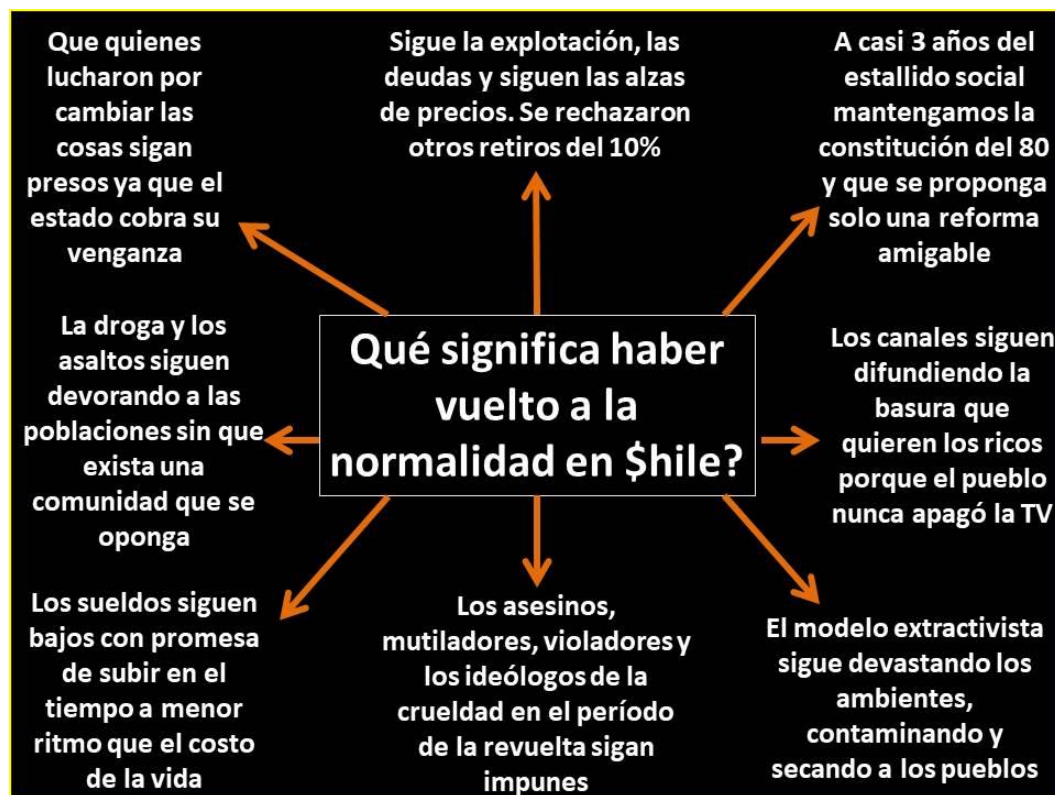 Que quienes
lucharon por
cambiar las
cosas sigan
presos ya que el
estado cobra su
venganza
Sigue la explotación, las
deudas y siguen las alzas
de precios. Se rechazaron
otros retiros del 10%
A casi 3 años del
estallido social
mantengamos la
constitución del 80
y que se proponga
solo una reforma
amigable
La droga y los
asaltos siguen
devorando a las
poblaciones sin que
exista una
comunidad que se
oponga
Qué significa haber
vuelto a la
normalidad en $hile?
Los canales siguen
difundiendo la
basura que
quieren los ricos
porque el pueblo
nunca apagó la TV
Los sueldos siguen
bajos con promesa
de subir en el
tiempo a menor
ritmo que el costo
de la vida
Los asesinos,
mutiladores, violadores y
los ideólogos de la
crueldad en el período
de la revuelta sigan
impunes
El modelo extractivista
sigue devastando los
ambientes,
contaminando y
secando a los pueblos